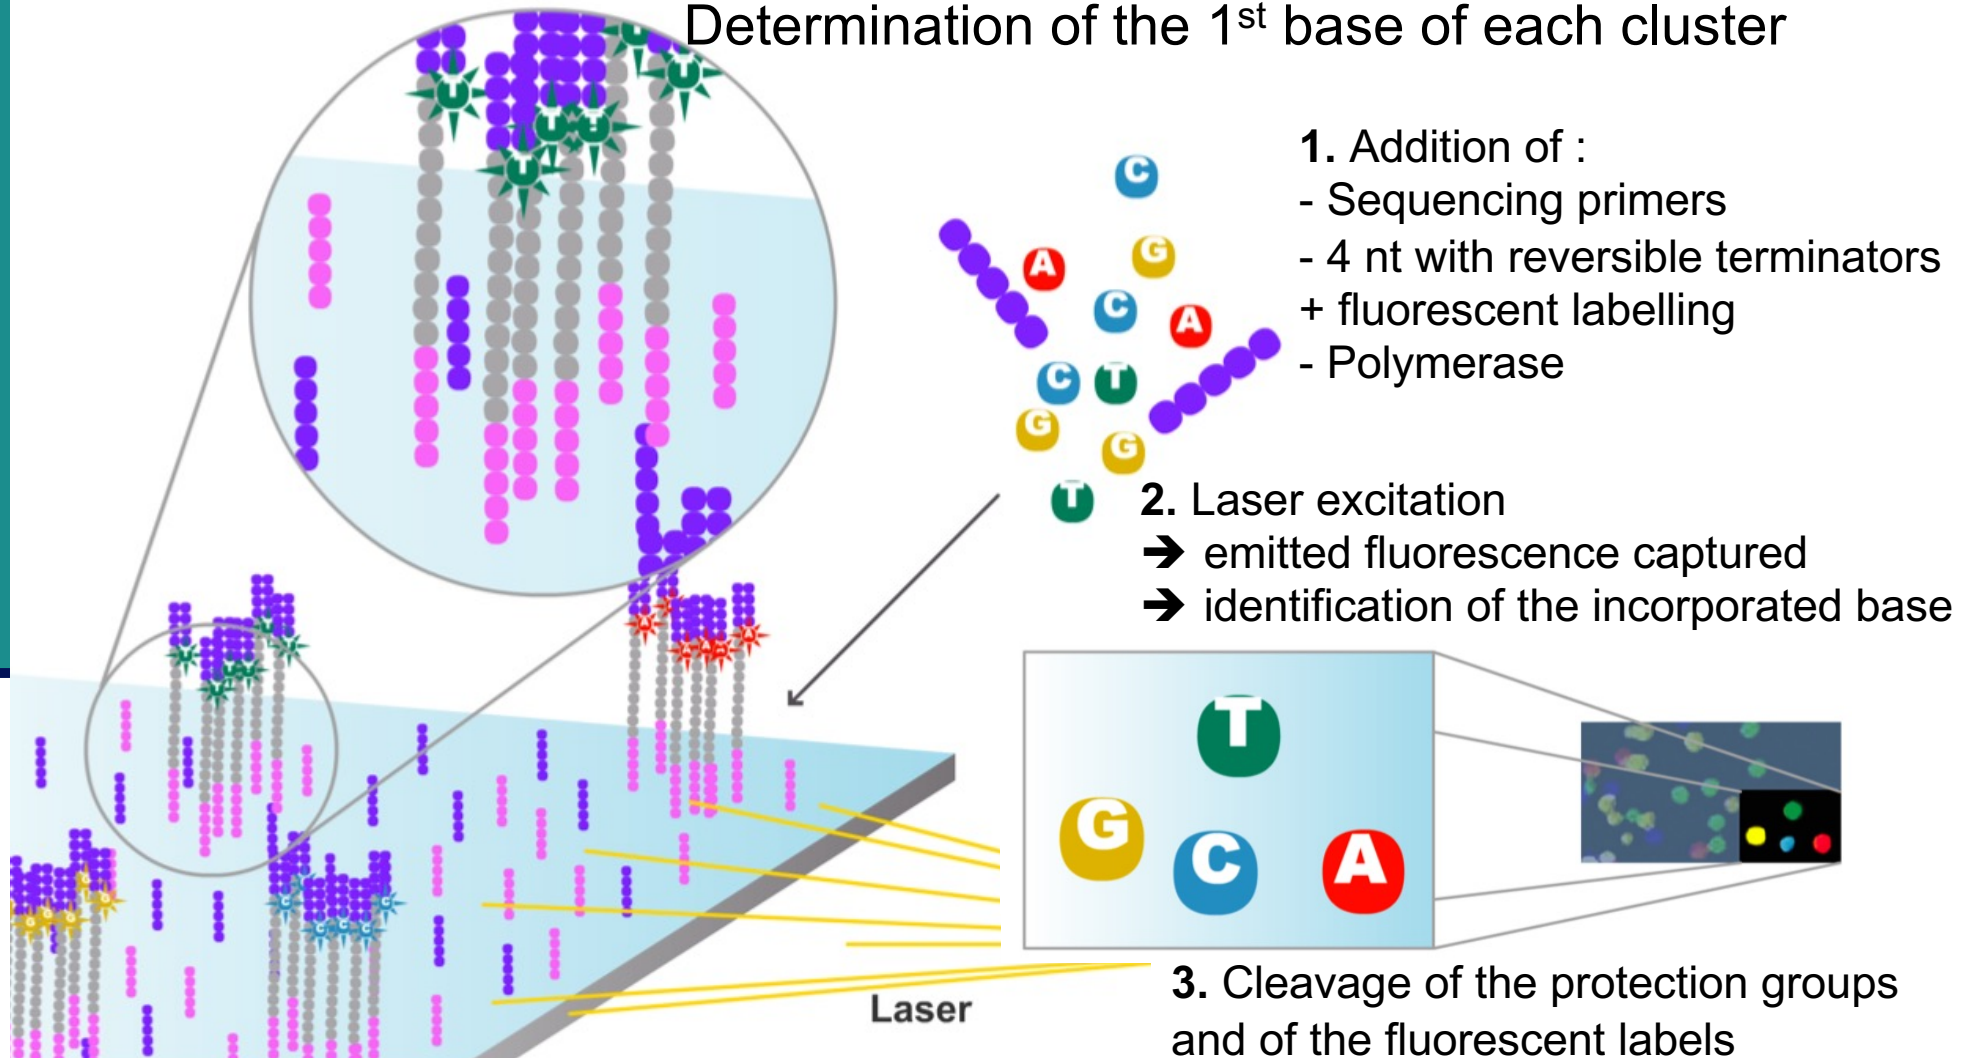 Determination of the 1st base of each cluster
1. Addition of :
- Sequencing primers
- 4 nt with reversible terminators
+ fluorescent labelling
- Polymerase
C
G
A
C
A
C
T
G
G
T
T
T
T
T
T
2. Laser excitation
➔ emitted fluorescence captured
➔ identification of the incorporated base
T
G
C
A
Laser
3. Cleavage of the protection groups
and of the fluorescent labels